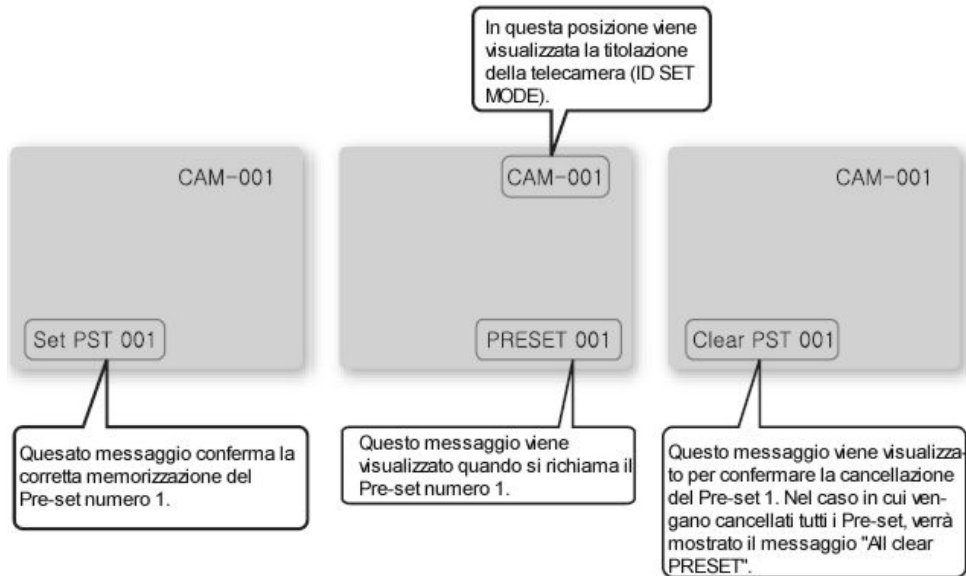 In questa posizione viene
visualizzata la titolazione
della telecamera (ID SET
MODE).
CAM-001
CAM-001
CAM-001
Set PST 001
PRESET 001
Clear PST 001
Quesato messaggio conferma la
corretta memorizzazione del
Pre-set numero 1.
Questo messaggio viene
visualizzato quando si richiama il
Pre-set numero 1.
Questo messaggio viene visualizza-
to per confermare la cancellazione
del Pre-set 1. Nel caso in cui ven-
gano cancellati tutti i Pre-set, verrà
mostrato il messaggio "All clear
PRESET".